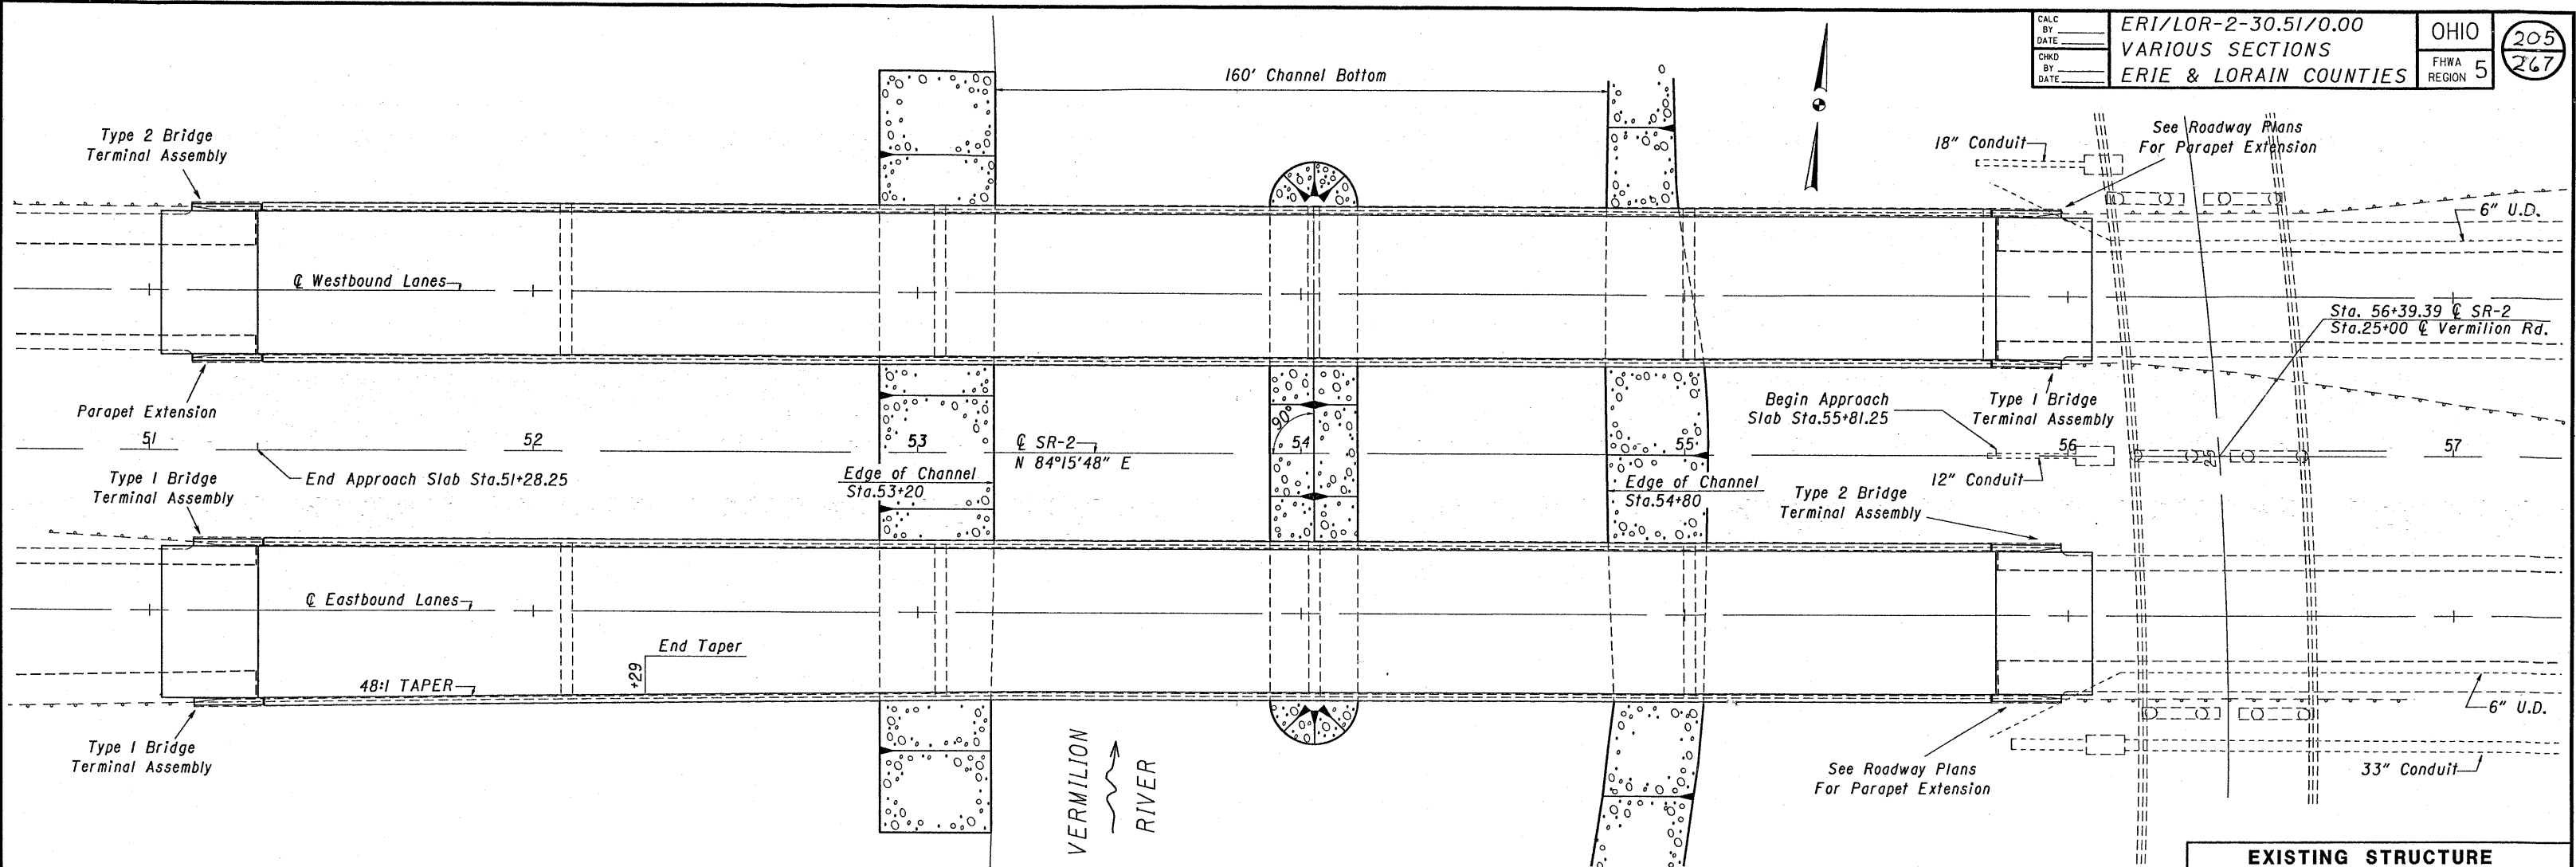 CALC
BY
DATE
CHKD
BY
DATE
ERI/LOR-2-30.51/0.00
VARIOUS SECTIONS
ERIE & LORAIN COUNTIES
OHIO
FHWA
REGION 5
205
267
160' Channel Bottom
Type 2 Bridge
Terminal Assembly
18" Conduit
See Roadway Plans
For Parapet Extension
6" U.D.
℄ Westbound Lanes
Sta. 56+39.39 ℄ SR-2
Sta.25+00 ℄ Vermilion Rd.
Parapet Extension
Begin Approach
Slab Sta.55+81.25
Type 1 Bridge
Terminal Assembly
90°
51
52
53
54
55
56
57
℄ SR-2
N 84°15'48" E
25
End Approach Slab Sta.51+28.25
Type 1 Bridge
Terminal Assembly
Edge of Channel
Sta.53+20
Edge of Channel
Sta.54+80
12" Conduit
Type 2 Bridge
Terminal Assembly
℄ Eastbound Lanes
End Taper
+29
48:1 TAPER
6" U.D.
Type 1 Bridge
Terminal Assembly
VERMILION
RIVER
See Roadway Plans
For Parapet Extension
33" Conduit
EXISTING STRUCTURE